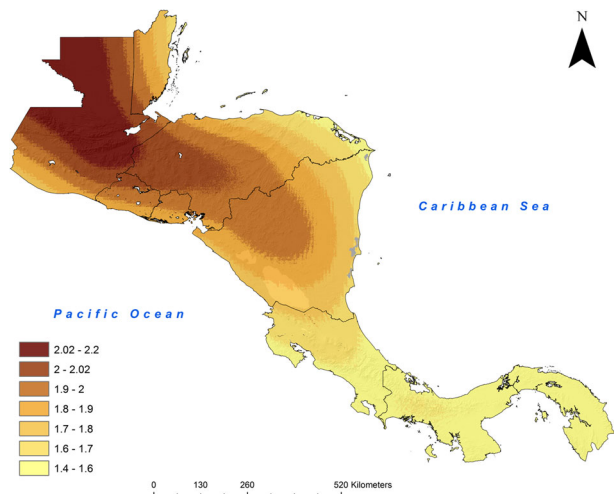 N
Caribbean Sea
Pacific Ocean
2.02 - 2.2
2 - 2.02
1.9 - 2
1.8 - 1.9
1.7 - 1.8
1.6 - 1.7
1.4 - 1.6
0 130 260 520 Kilometers